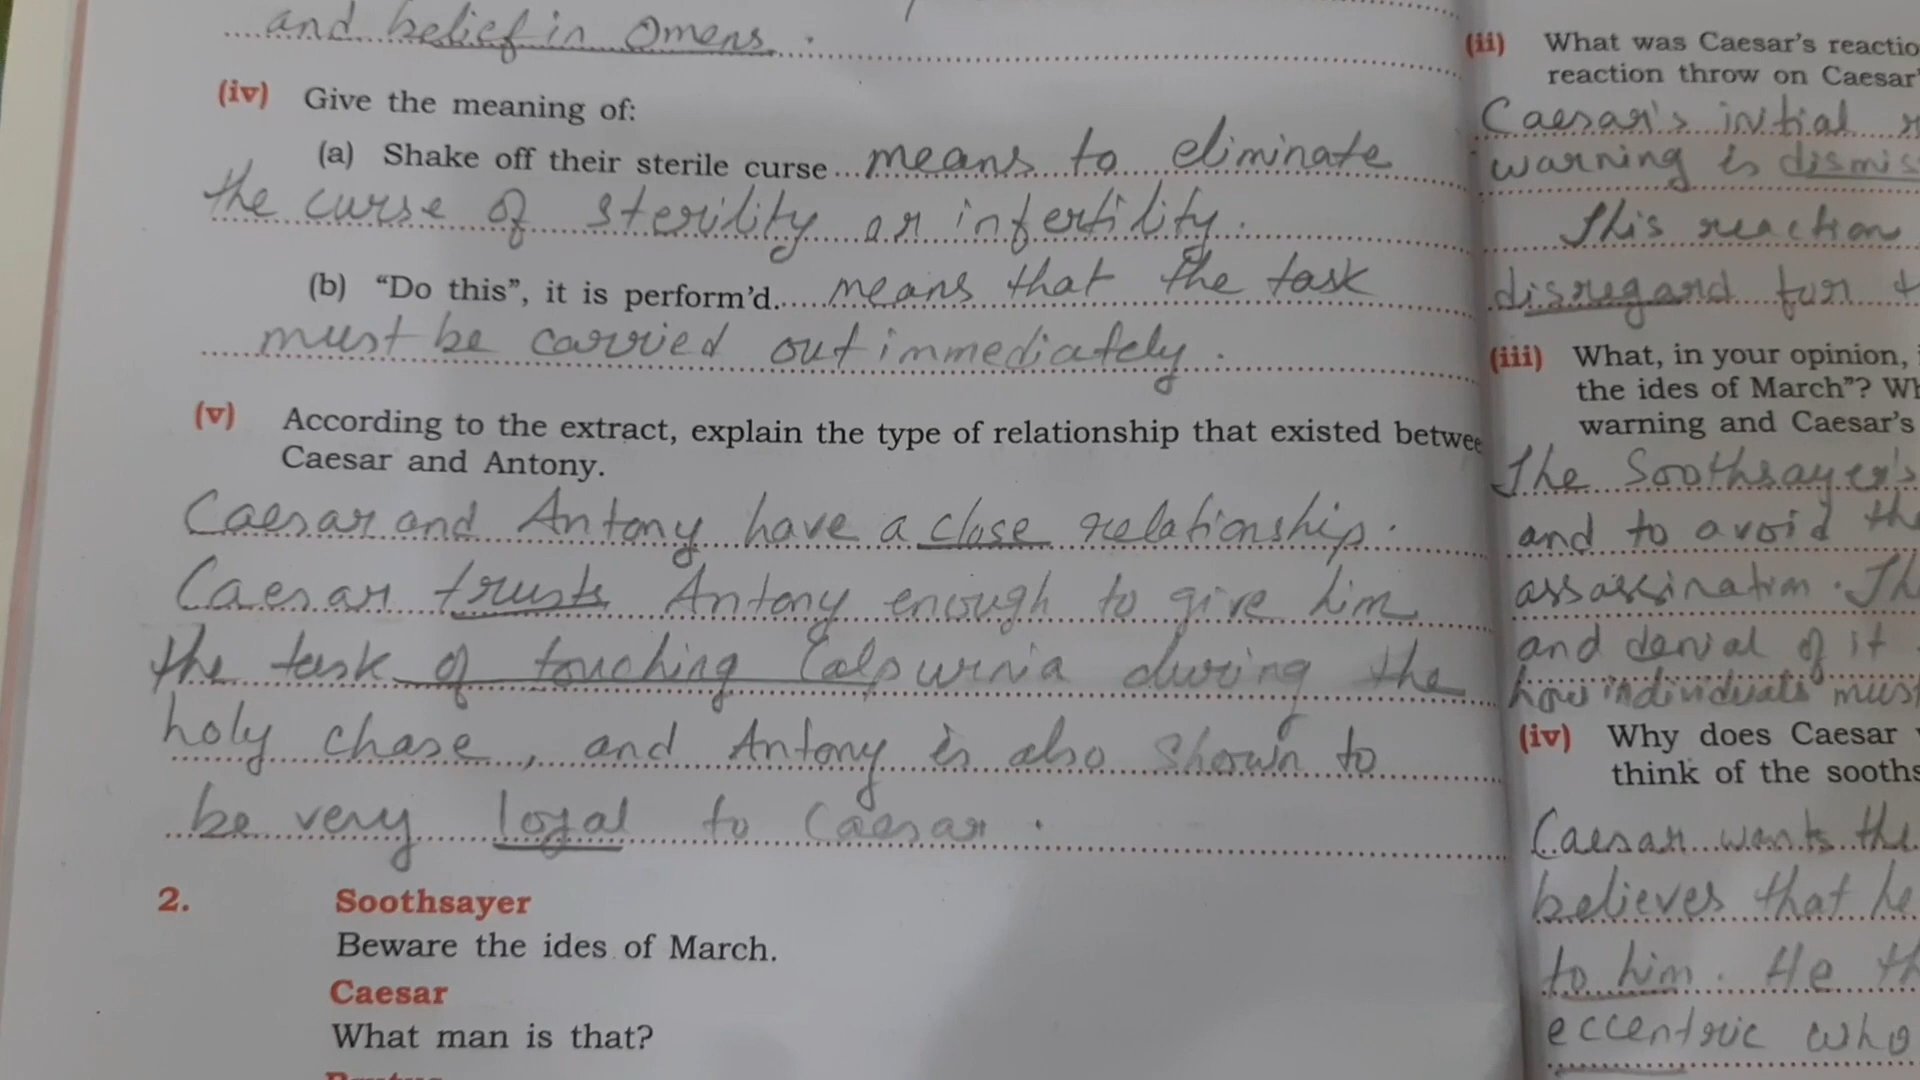 and belief in Omens.
(iv) Give the meaning of:
(a) Shake off their sterile curse means to eliminate
the curse of sterility or infertility.
(b) "Do this", it is perform'd. means that the task
must be carried out immediately.
(v) According to the extract, explain the type of relationship that existed betwee
Caesar and Antony.
Caesar and Antony have a close relationship.
Caesar trusts Antony enough to give him
the task of touching Calpurnia during the
holy chase, and Antony is also shown to
be very loyal to Caesar.
2. Soothsayer
Beware the ides of March.
Caesar
What man is that?
(ii) What was Caesar's reactio
reaction throw on Caesar'
Caesar's initial
warning is dismis
This reaction
disregard for
(iii) What, in your opinion,
the ides of March"? Wh
warning and Caesar's
The Soothsayer's
and to avoid the
assassination. Th
and denial of it
how individuals must
(iv) Why does Caesar
think of the sooths
Caesar wants the
believes that he
to him. He th
eccentric who